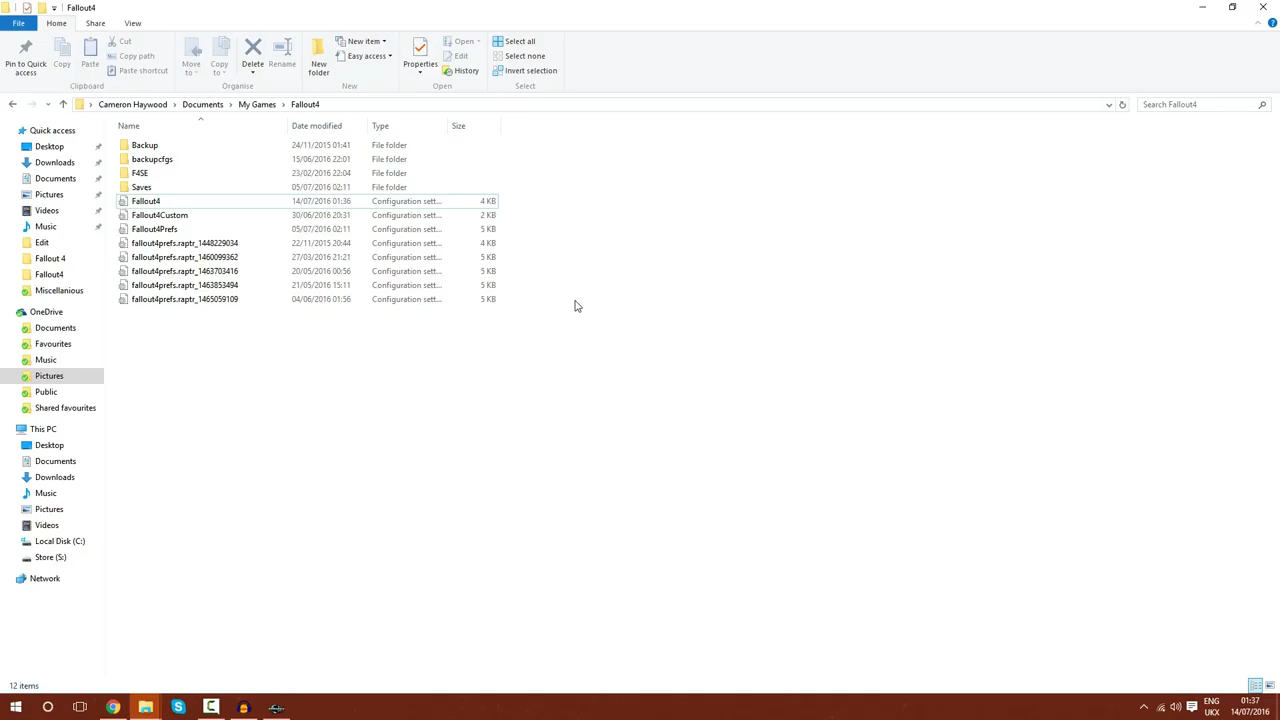 Fallout4
File Home Share View
Pin to Quick access
Copy
Paste
Cut
Copy path
Paste shortcut
Clipboard
Move to
Copy to
Delete
Rename
Organise
New folder
New item
Easy access
New
Properties
Open
Edit
History
Open
Select all
Select none
Invert selection
Select
Cameron Haywood > Documents > My Games > Fallout4
Search Fallout4
Name Date modified Type Size
Backup 24/11/2015 01:41 File folder
backupcfgs 15/06/2016 22:01 File folder
F4SE 23/02/2016 22:04 File folder
Saves 05/07/2016 02:11 File folder
Fallout4 14/07/2016 01:36 Configuration sett... 4 KB
Fallout4Custom 30/06/2016 20:31 Configuration sett... 2 KB
Fallout4Prefs 05/07/2016 02:11 Configuration sett... 5 KB
fallout4prefs.raptr_1448229034 22/11/2015 20:44 Configuration sett... 4 KB
fallout4prefs.raptr_1460099362 27/03/2016 21:21 Configuration sett... 5 KB
fallout4prefs.raptr_1463703416 20/05/2016 00:56 Configuration sett... 5 KB
fallout4prefs.raptr_1463853494 21/05/2016 15:11 Configuration sett... 5 KB
fallout4prefs.raptr_1465059109 04/06/2016 01:56 Configuration sett... 5 KB
Quick access
Desktop
Downloads
Documents
Pictures
Videos
Music
Edit
Fallout 4
Fallout4
Miscellanious
OneDrive
Documents
Favourites
Music
Pictures
Public
Shared favourites
This PC
Desktop
Documents
Downloads
Music
Pictures
Videos
Local Disk (C:)
Store (S:)
Network
12 items
ENG
UKX
01:37
14/07/2016